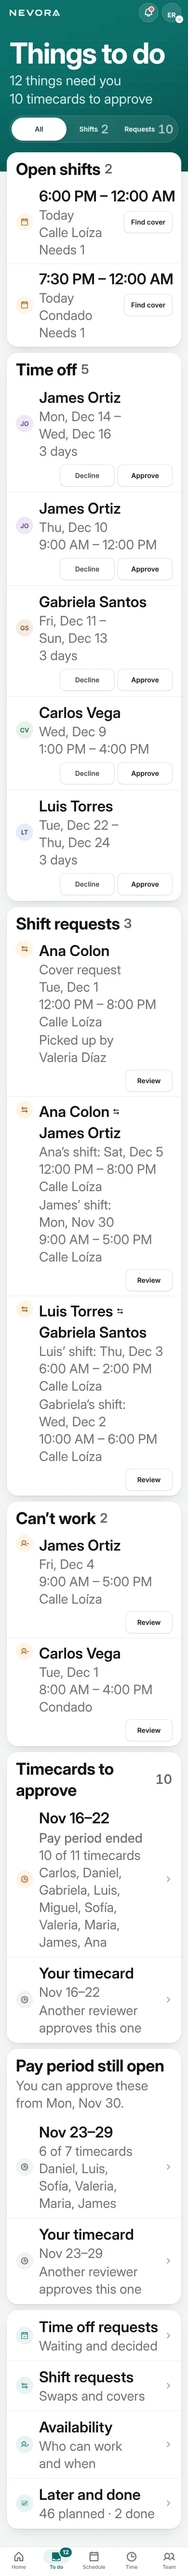 NEVORA
ER
Things to do
12 things need you
10 timecards to approve
All
Shifts 2
Requests 10
Open shifts 2
6:00 PM – 12:00 AM
Today
Calle Loíza
Needs 1
Find cover
7:30 PM – 12:00 AM
Today
Condado
Needs 1
Find cover
Time off 5
JO
James Ortiz
Mon, Dec 14 –
Wed, Dec 16
3 days
Decline
Approve
JO
James Ortiz
Thu, Dec 10
9:00 AM – 12:00 PM
Decline
Approve
GS
Gabriela Santos
Fri, Dec 11 –
Sun, Dec 13
3 days
Decline
Approve
CV
Carlos Vega
Wed, Dec 9
1:00 PM – 4:00 PM
Decline
Approve
LT
Luis Torres
Tue, Dec 22 –
Thu, Dec 24
3 days
Decline
Approve
Shift requests 3
Ana Colon
Cover request
Tue, Dec 1
12:00 PM – 8:00 PM
Calle Loíza
Picked up by
Valeria Díaz
Review
Ana Colon ⇆
James Ortiz
Ana’s shift: Sat, Dec 5
12:00 PM – 8:00 PM
Calle Loíza
James’ shift:
Mon, Nov 30
9:00 AM – 5:00 PM
Calle Loíza
Review
Luis Torres ⇆
Gabriela Santos
Luis’ shift: Thu, Dec 3
6:00 AM – 2:00 PM
Calle Loíza
Gabriela’s shift:
Wed, Dec 2
10:00 AM – 6:00 PM
Calle Loíza
Review
Can’t work 2
James Ortiz
Fri, Dec 4
9:00 AM – 5:00 PM
Calle Loíza
Review
Carlos Vega
Tue, Dec 1
8:00 AM – 4:00 PM
Condado
Review
Timecards to
approve
10
Nov 16–22
Pay period ended
10 of 11 timecards
Carlos, Daniel,
Gabriela, Luis,
Miguel, Sofía,
Valeria, Maria,
James, Ana
Your timecard
Nov 16–22
Another reviewer
approves this one
Pay period still open
You can approve these
from Mon, Nov 30.
Nov 23–29
6 of 7 timecards
Daniel, Luis,
Sofía, Valeria,
Maria, James
Your timecard
Nov 23–29
Another reviewer
approves this one
Time off requests
Waiting and decided
Shift requests
Swaps and covers
Availability
Who can work
and when
Later and done
46 planned · 2 done
12
Home
To do
Schedule
Time
Team